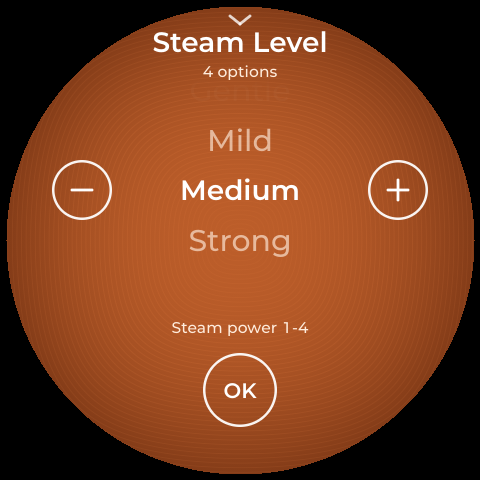 Steam Level
4 options
Mild
Medium
Strong
Steam power 1-4
OK